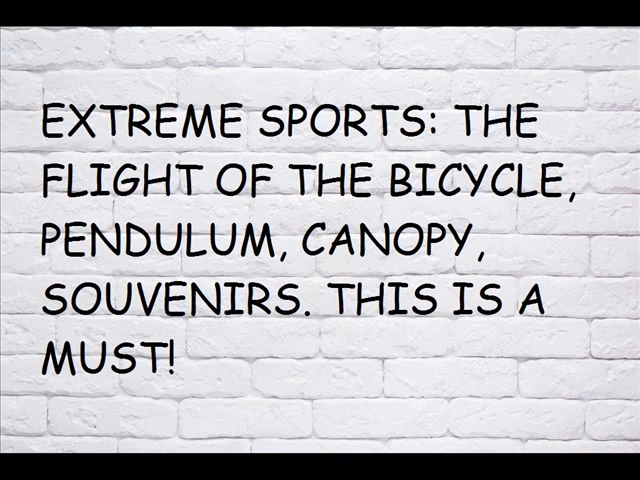 EXTREME SPORTS: THE
FLIGHT OF THE BICYCLE,
PENDULUM, CANOPY,
SOUVENIRS. THIS IS A
MUST!